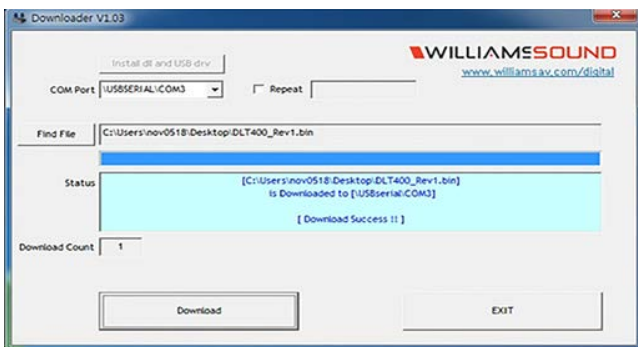 Downloader V1.03
WILLIAMS SOUND
www.williamsav.com/digital
Install dll and USB drv
COM Port \USBSERIAL\COM3 Repeat
Find File C:\Users\nov0518\Desktop\DLT400_Rev1.bin
Status [C:\Users\nov0518\Desktop\DLT400_Rev1.bin]
is Downloaded to [\USBserial\COM3]
[ Download Success !! ]
Download Count 1
Download EXIT